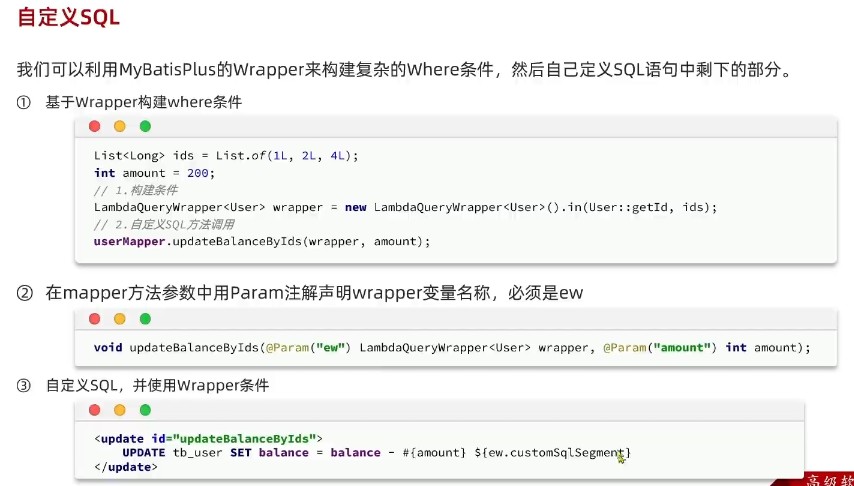 自定义SQL
我们可以利用MyBatisPlus的Wrapper来构建复杂的Where条件，然后自己定义SQL语句中剩下的部分。
① 基于Wrapper构建where条件
List<Long> ids = List.of(1L, 2L, 4L);
int amount = 200;
// 1.构建条件
LambdaQueryWrapper<User> wrapper = new LambdaQueryWrapper<User>().in(User::getId, ids);
// 2.自定义SQL方法调用
userMapper.updateBalanceByIds(wrapper, amount);
② 在mapper方法参数中用Param注解声明wrapper变量名称，必须是ew
void updateBalanceByIds(@Param("ew") LambdaQueryWrapper<User> wrapper, @Param("amount") int amount);
③ 自定义SQL，并使用Wrapper条件
<update id="updateBalanceByIds">
UPDATE tb_user SET balance = balance - #{amount} ${ew.customSqlSegment}
</update>
高级软